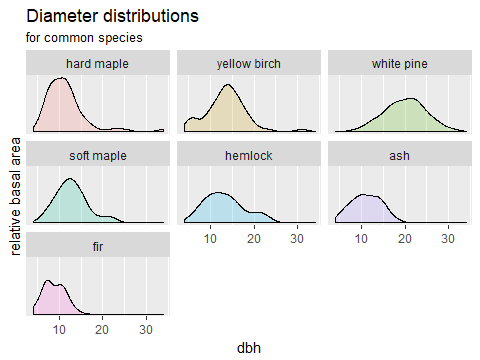 Diameter distributions
for common species
hard maple
yellow birch
white pine
soft maple
hemlock
ash
fir
relative basal area
10 20 30
10 20 30
10 20 30
dbh